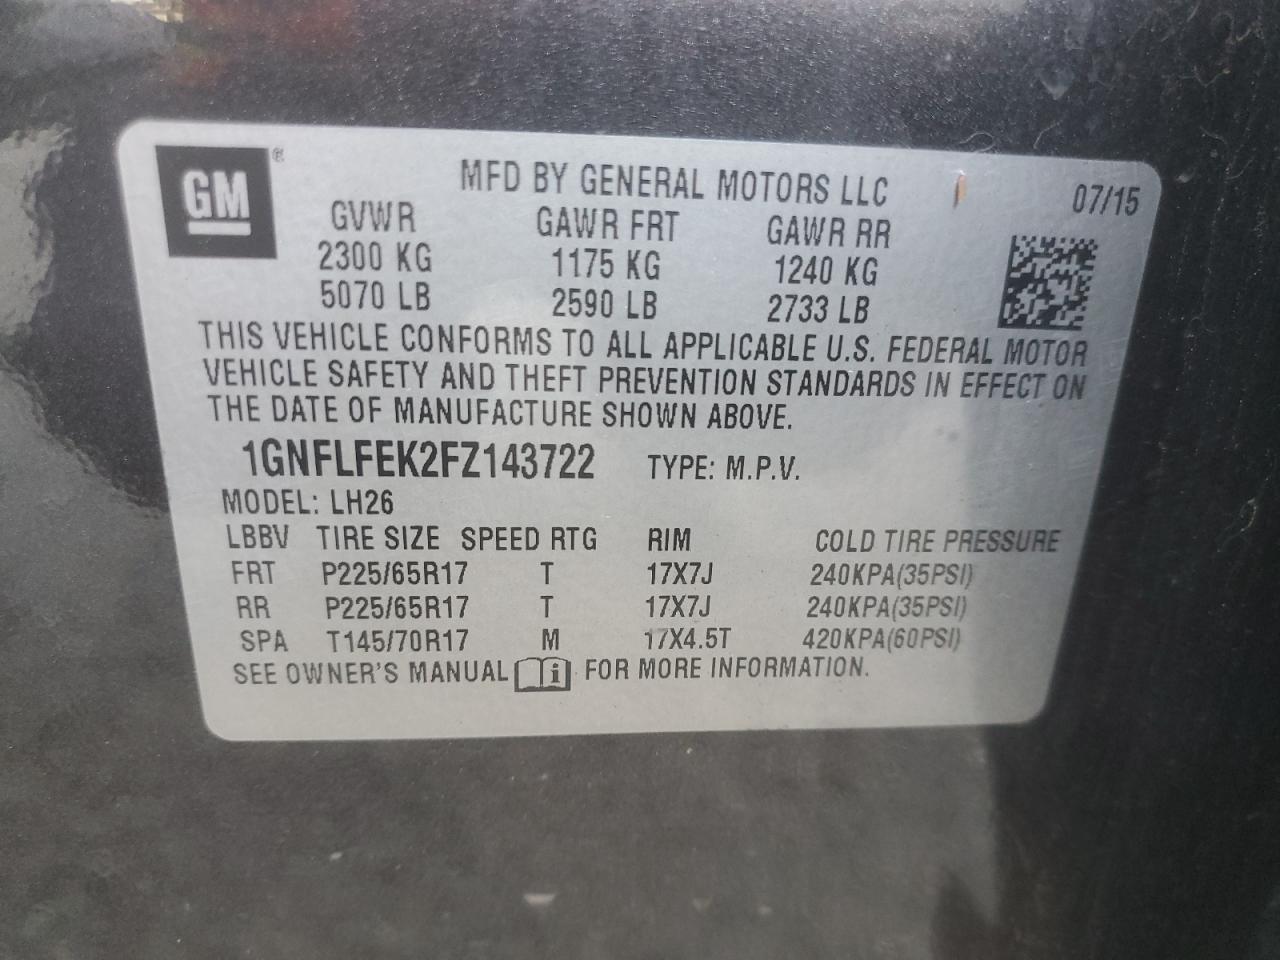 GM ®
MFD BY GENERAL MOTORS LLC 07/15
GVWR GAWR FRT GAWR RR
2300 KG 1175 KG 1240 KG
5070 LB 2590 LB 2733 LB
THIS VEHICLE CONFORMS TO ALL APPLICABLE U.S. FEDERAL MOTOR
VEHICLE SAFETY AND THEFT PREVENTION STANDARDS IN EFFECT ON
THE DATE OF MANUFACTURE SHOWN ABOVE.
1GNFLFEK2FZ143722 TYPE: M.P.V.
MODEL: LH26
LBBV TIRE SIZE SPEED RTG RIM COLD TIRE PRESSURE
FRT P225/65R17 T 17X7J 240KPA(35PSI)
RR P225/65R17 T 17X7J 240KPA(35PSI)
SPA T145/70R17 M 17X4.5T 420KPA(60PSI)
SEE OWNER'S MANUAL i FOR MORE INFORMATION.